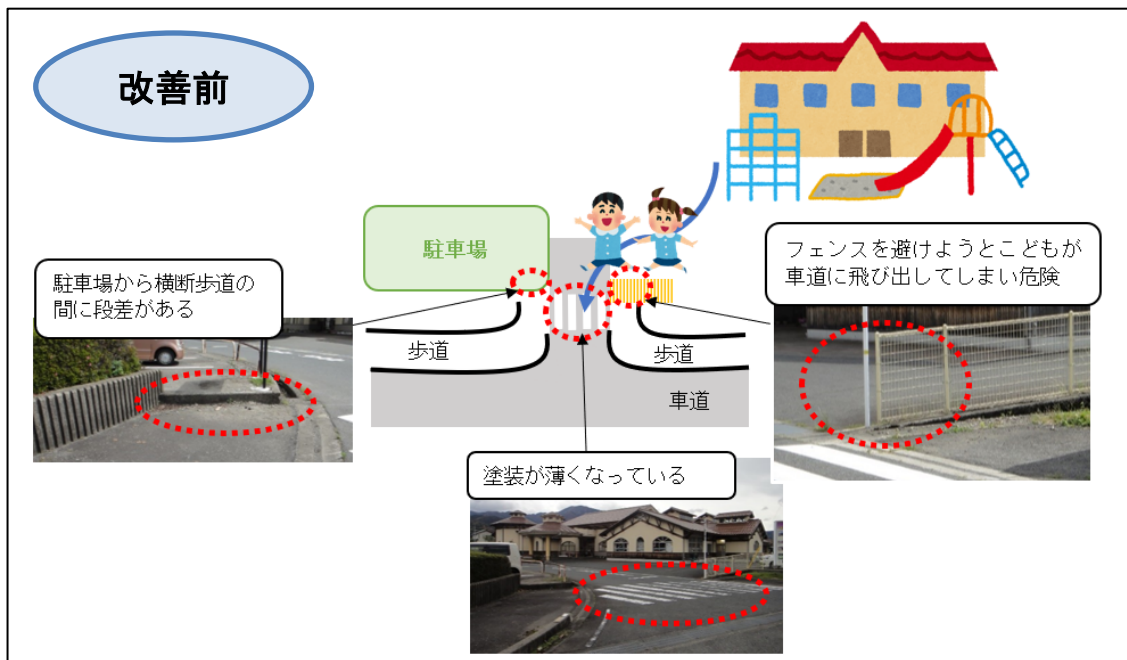 改善前
駐車場
フェンスを避けようとこどもが
車道に飛び出してしまい危険
駐車場から横断歩道の
間に段差がある
歩道
歩道
車道
塗装が薄くなっている